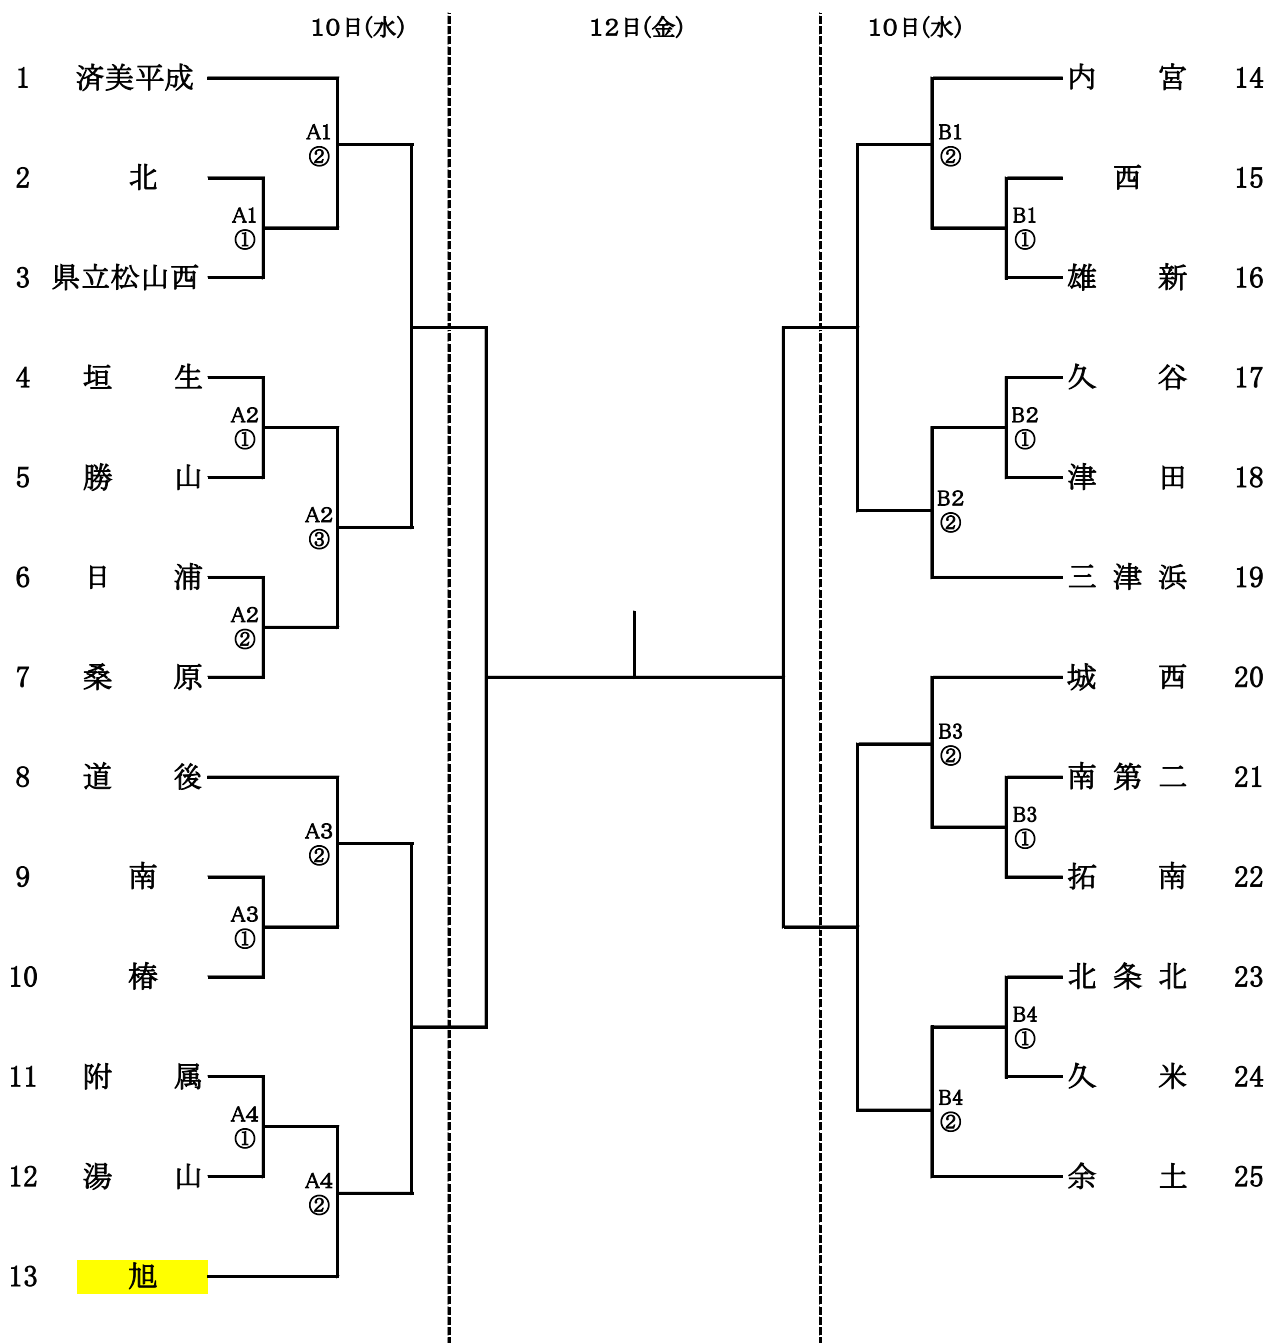 10日(水) 12日(金) 10日(水)
1 済美平成
A1
②
2 北
A1
①
3 県立松山西
4 垣生
A2
①
5 勝山
A2
③
6 日浦
A2
②
7 桑原
8 道後
A3
②
9 南
A3
①
10 椿
11 附属
A4
①
12 湯山
A4
②
13 旭
内宮 14
B1
②
西 15
B1
①
雄新 16
久谷 17
B2
①
津田 18
B2
②
三津浜 19
城西 20
B3
②
南第二 21
B3
①
拓南 22
北条北 23
B4
①
久米 24
B4
②
余土 25